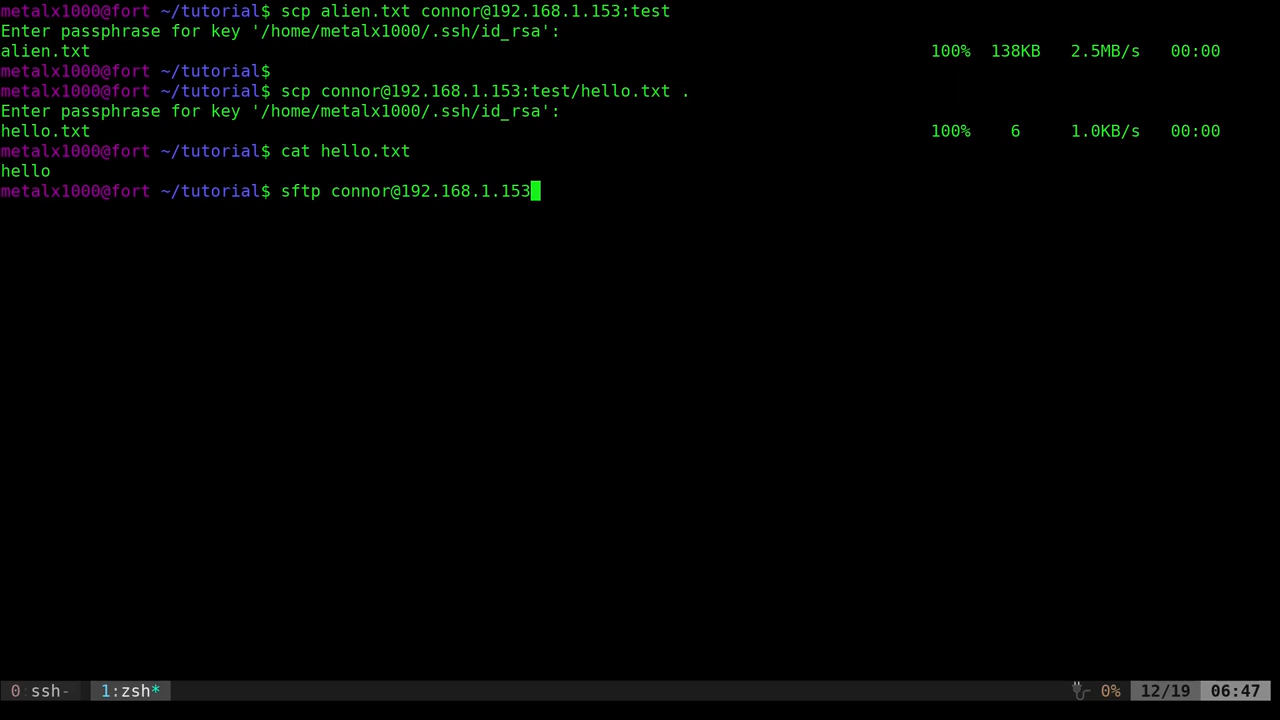 metalx1000@fort ~/tutorial$ scp alien.txt connor@192.168.1.153:test
Enter passphrase for key '/home/metalx1000/.ssh/id_rsa':
alien.txt 100% 138KB 2.5MB/s 00:00
metalx1000@fort ~/tutorial$
metalx1000@fort ~/tutorial$ scp connor@192.168.1.153:test/hello.txt .
Enter passphrase for key '/home/metalx1000/.ssh/id_rsa':
hello.txt 100% 6 1.0KB/s 00:00
metalx1000@fort ~/tutorial$ cat hello.txt
hello
metalx1000@fort ~/tutorial$ sftp connor@192.168.1.153
0 ssh- 1:zsh* 0% 12/19 06:47